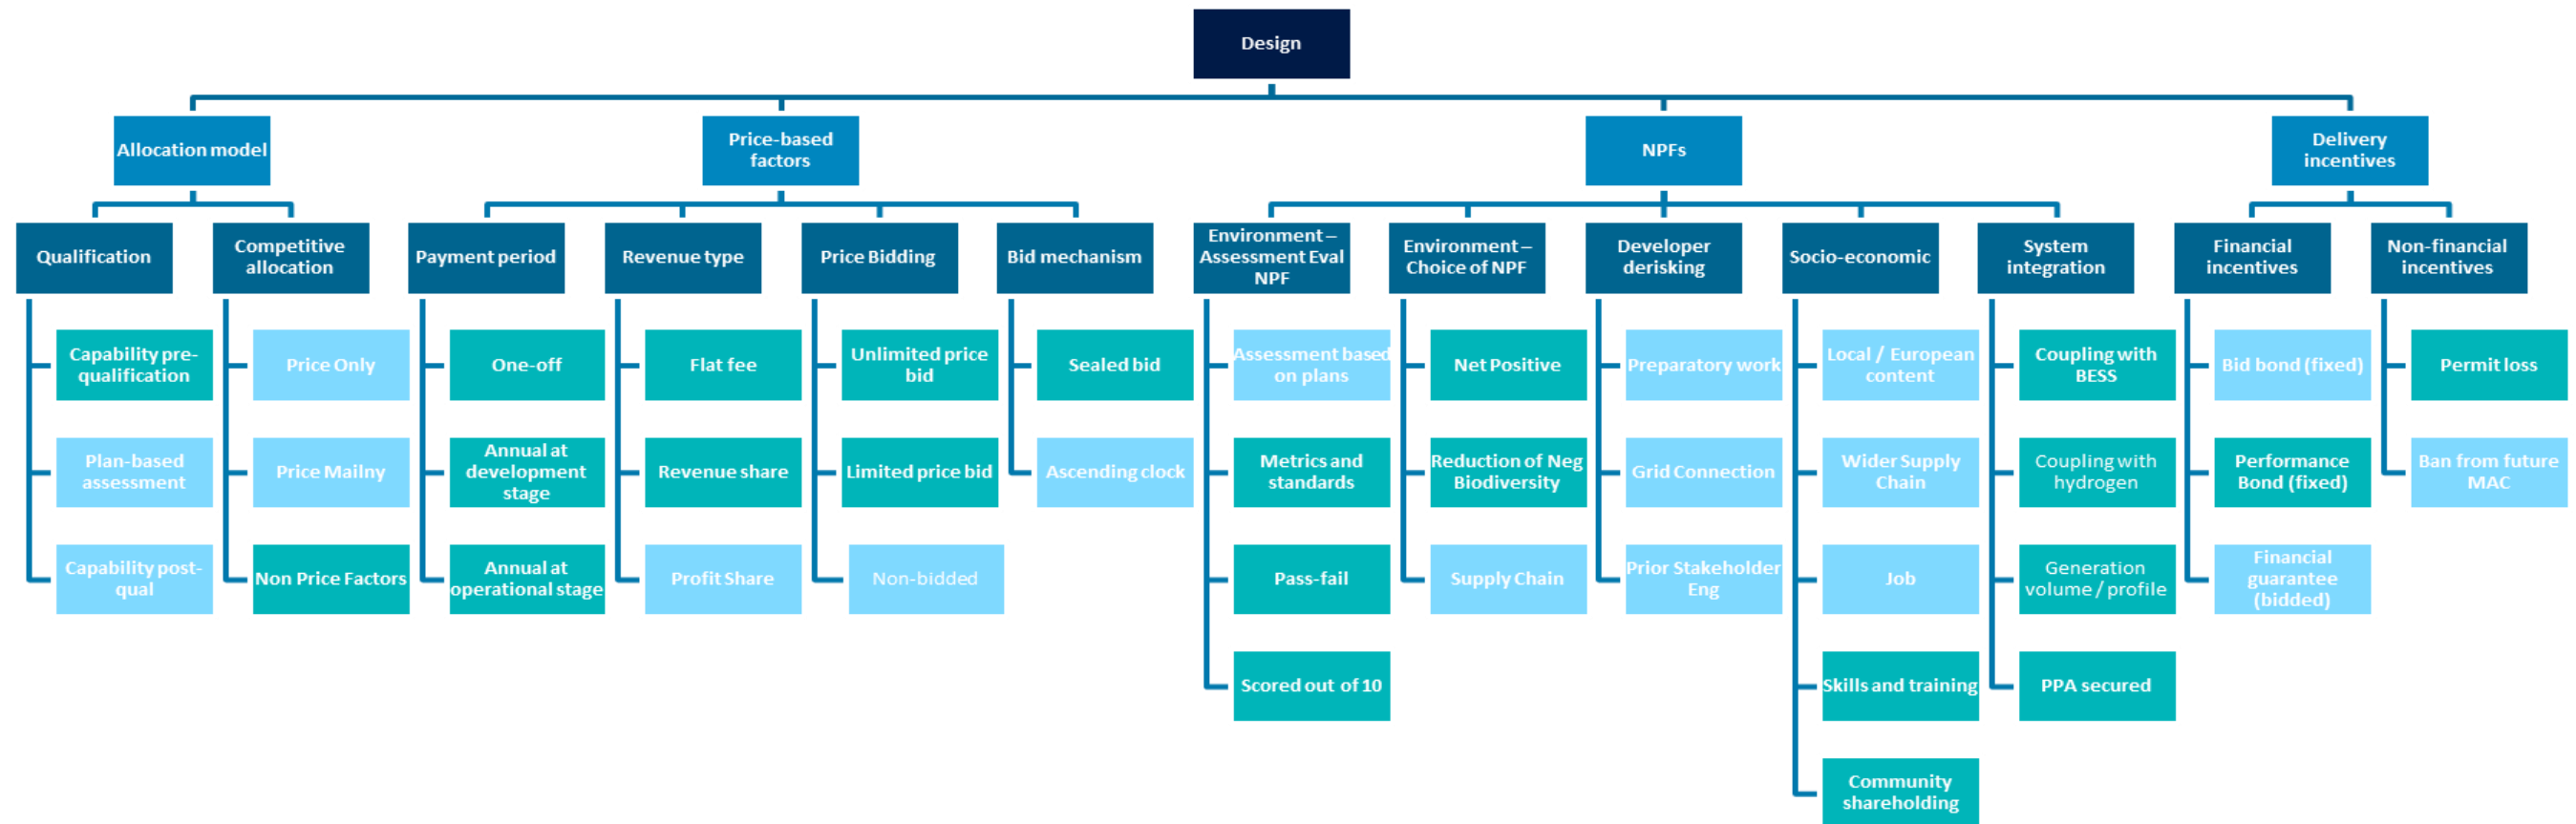 Design
Allocation model
Price-based
factors
NPFs
Delivery
incentives
Qualification
Competitive
allocation
Payment period
Revenue type
Price Bidding
Bid mechanism
Environment –
Assessment Eval
NPF
Environment –
Choice of NPF
Developer
derisking
Socio-economic
System
integration
Financial
incentives
Non-financial
incentives
Capability pre-
qualification
Plan-based
assessment
Capability post-
qual
Price Only
Price Mailny
Non Price Factors
One-off
Annual at
development
stage
Annual at
operational stage
Flat fee
Revenue share
Profit Share
Unlimited price
bid
Limited price bid
Non-bidded
Sealed bid
Ascending clock
Assessment based
on plans
Metrics and
standards
Pass-fail
Scored out of 10
Net Positive
Reduction of Neg
Biodiversity
Supply Chain
Preparatory work
Grid Connection
Prior Stakeholder
Eng
Local / European
content
Wider Supply
Chain
Job
Skills and training
Community
shareholding
Coupling with
BESS
Coupling with
hydrogen
Generation
volume / profile
PPA secured
Bid bond (fixed)
Performance
Bond (fixed)
Financial
guarantee
(bidded)
Permit loss
Ban from future
MAC